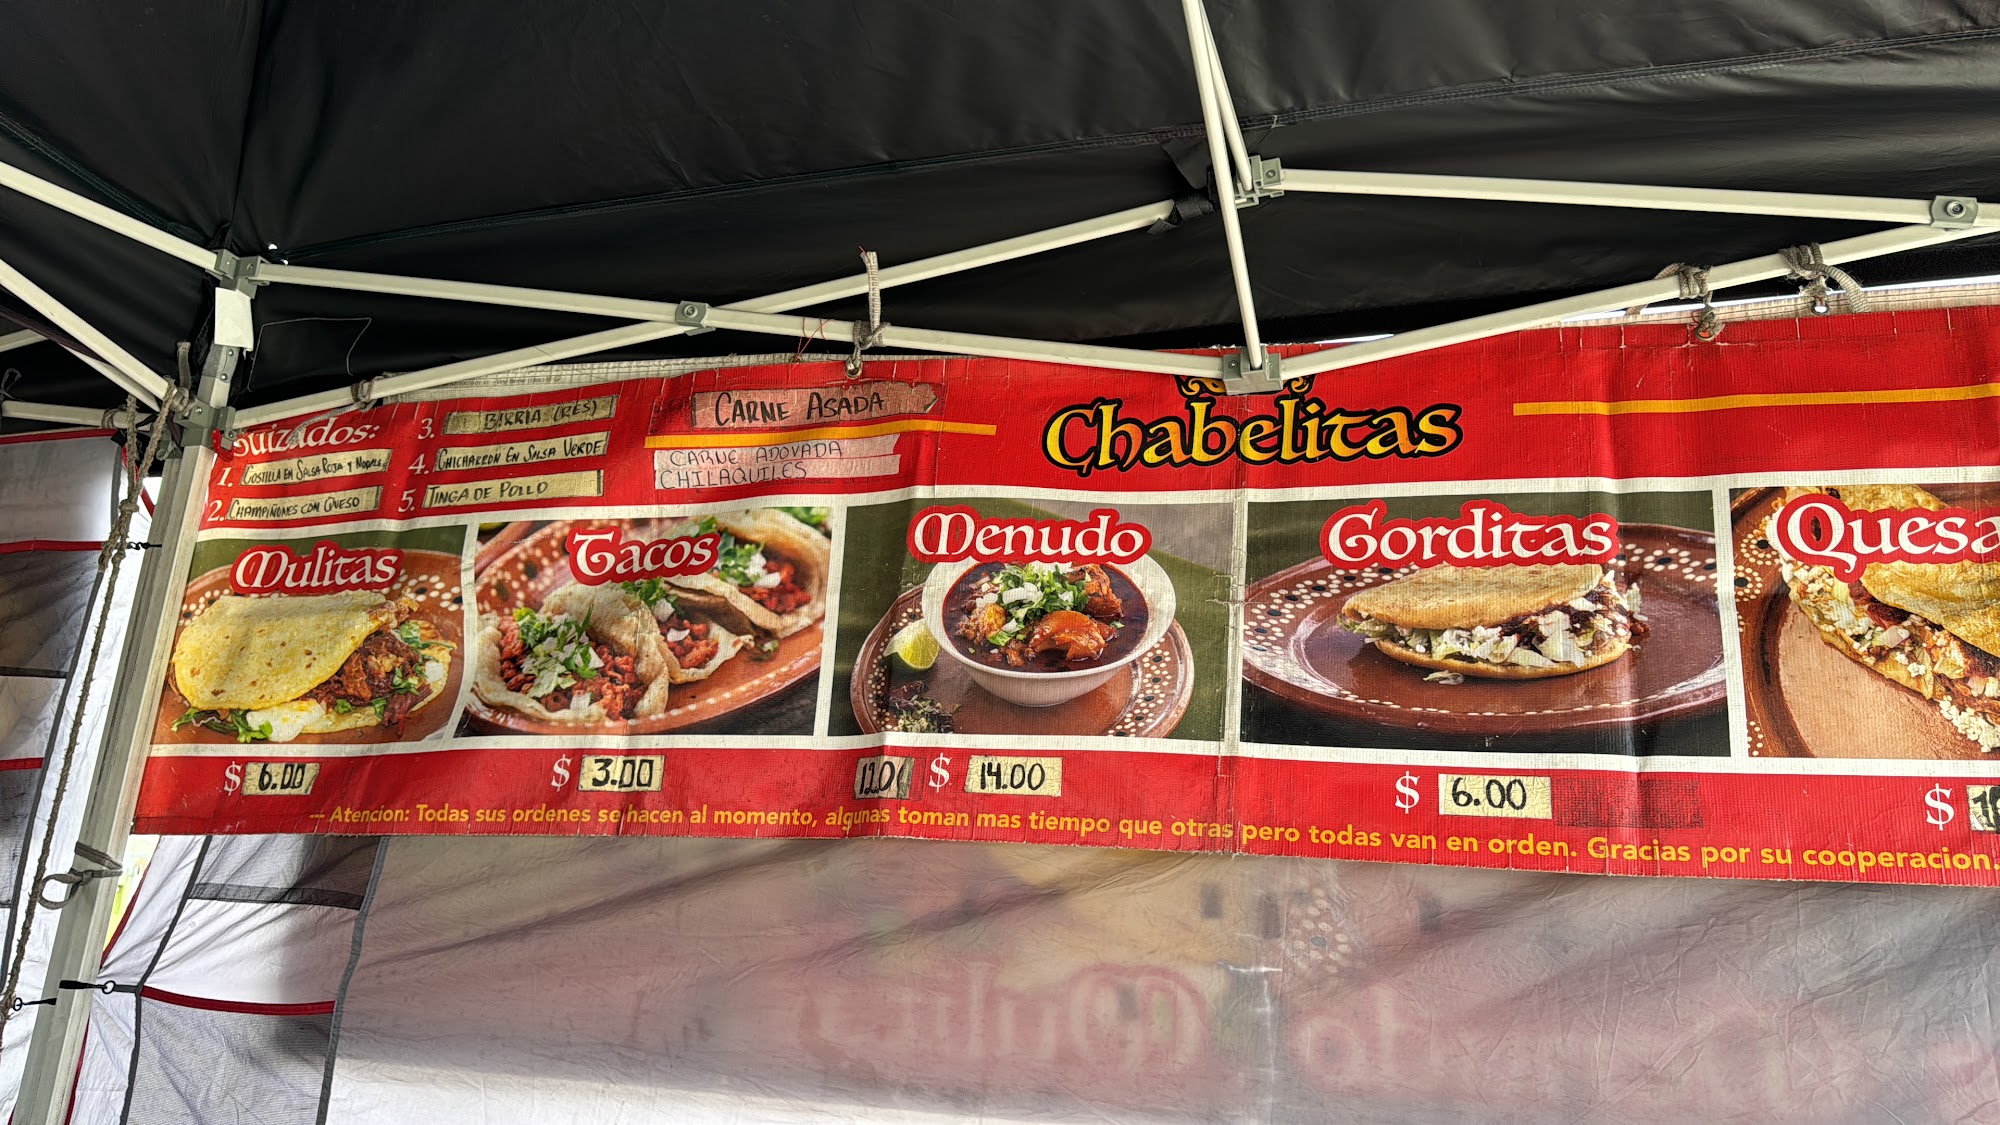 Guizados:
1. COSTILLA EN SALSA ROJA Y NOPALES
2. CHAMPIÑONES CON QUESO
3. BIRRIA (RES)
4. CHICHARRON EN SALSA VERDE
5. TINGA DE POLLO
CARNE ASADA
CARNE ADOVADA
CHILAQUILES
Chabelitas
Mulitas
$ 6.00
Tacos
$ 3.00
Menudo
12.00 $ 14.00
Gorditas
$ 6.00
Quesa
$
--- Atencion: Todas sus ordenes se hacen al momento, algunas toman mas tiempo que otras pero todas van en orden. Gracias por su cooperacion.